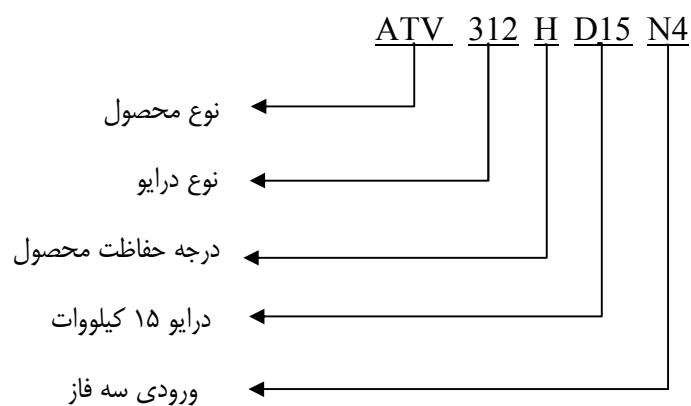 ATV 312 H D15 N4
نوع محصول
نوع درایو
درجه حفاظت محصول
درایو ۱۵ کیلووات
ورودی سه فاز